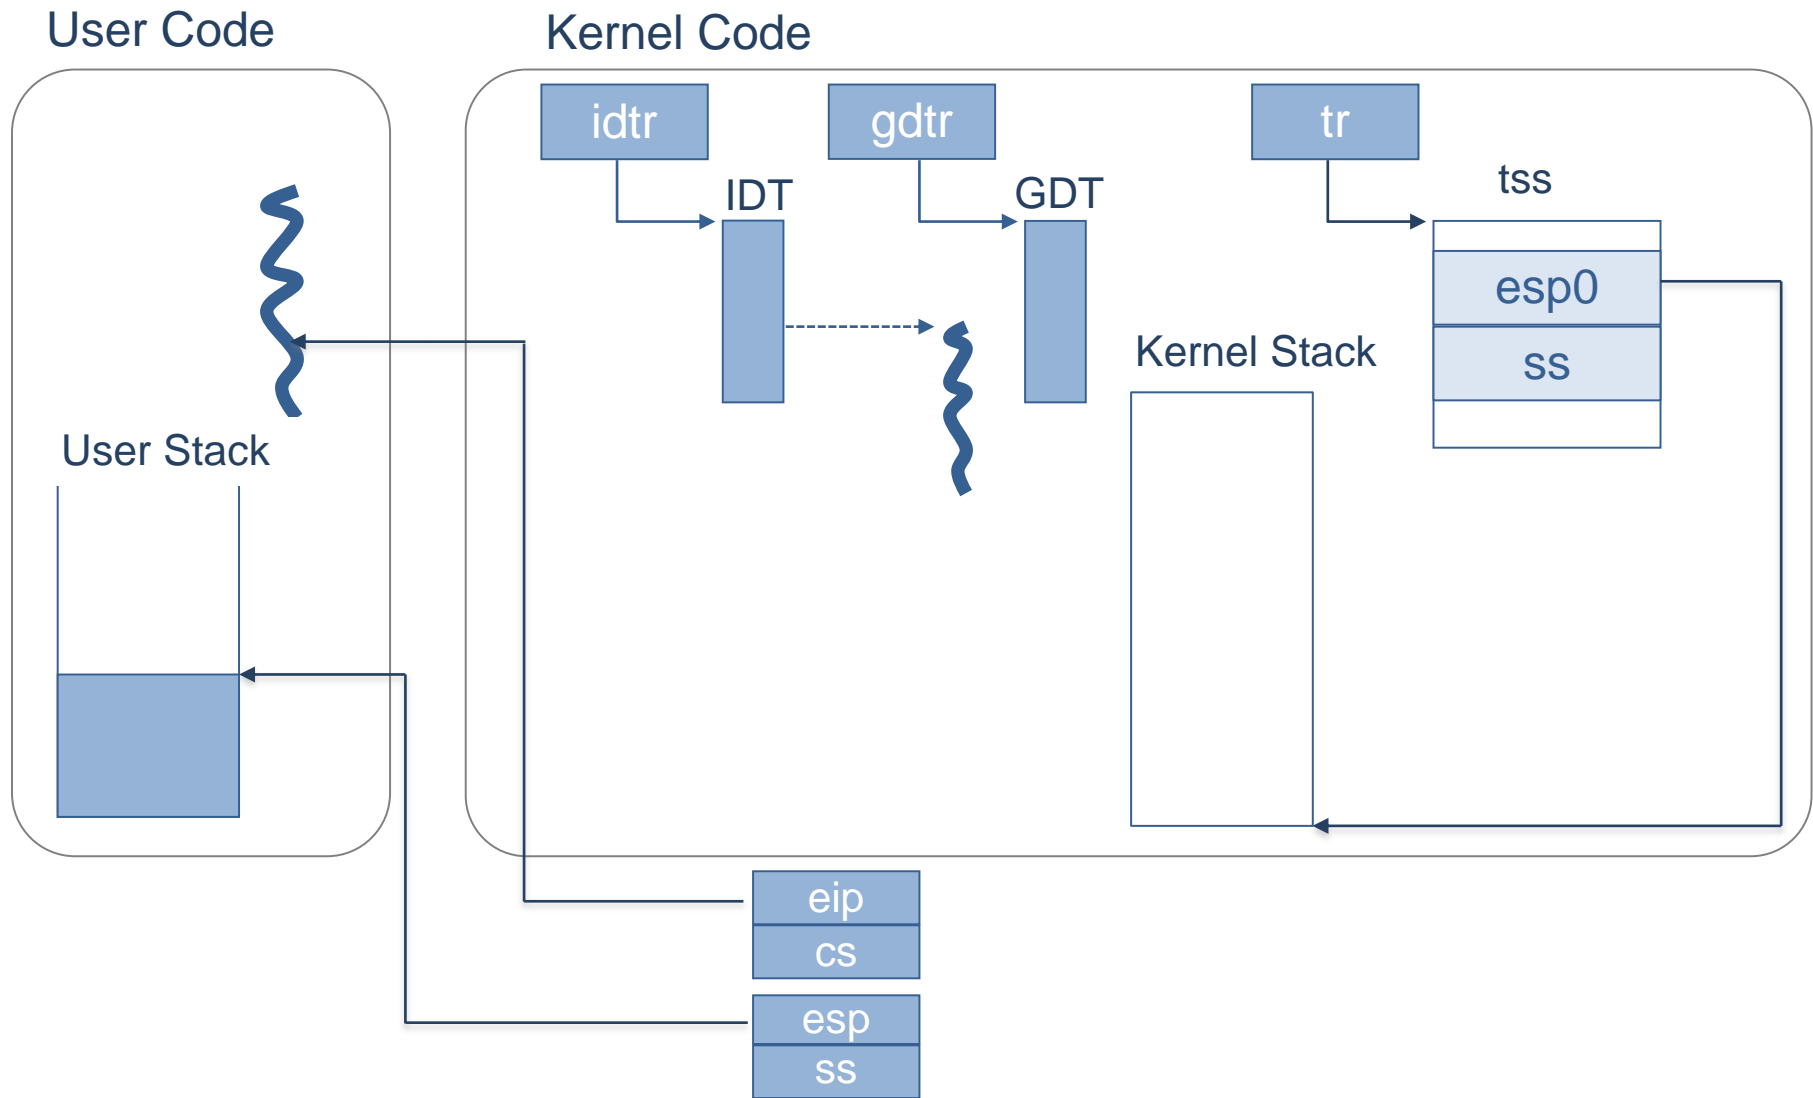 User Code
Kernel Code
idtr
gdtr
tr
IDT
GDT
tss
esp0
ss
Kernel Stack
User Stack
eip
cs
esp
ss